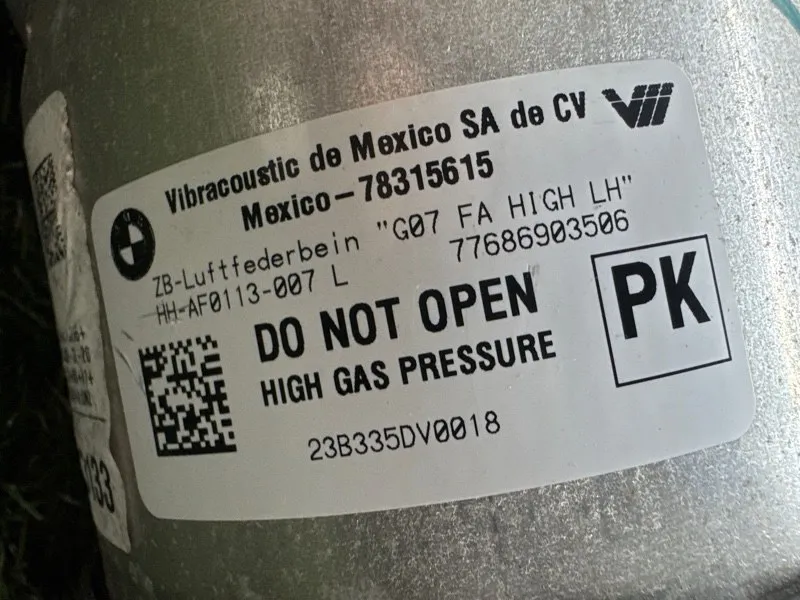 Vibracoustic de Mexico SA de CV
Mexico-78315615
ZB-Luftfederbein "G07 FA HIGH LH"
HH-AF0113-007 L 77686903506
DO NOT OPEN
HIGH GAS PRESSURE
PK
23B335DV0018
133